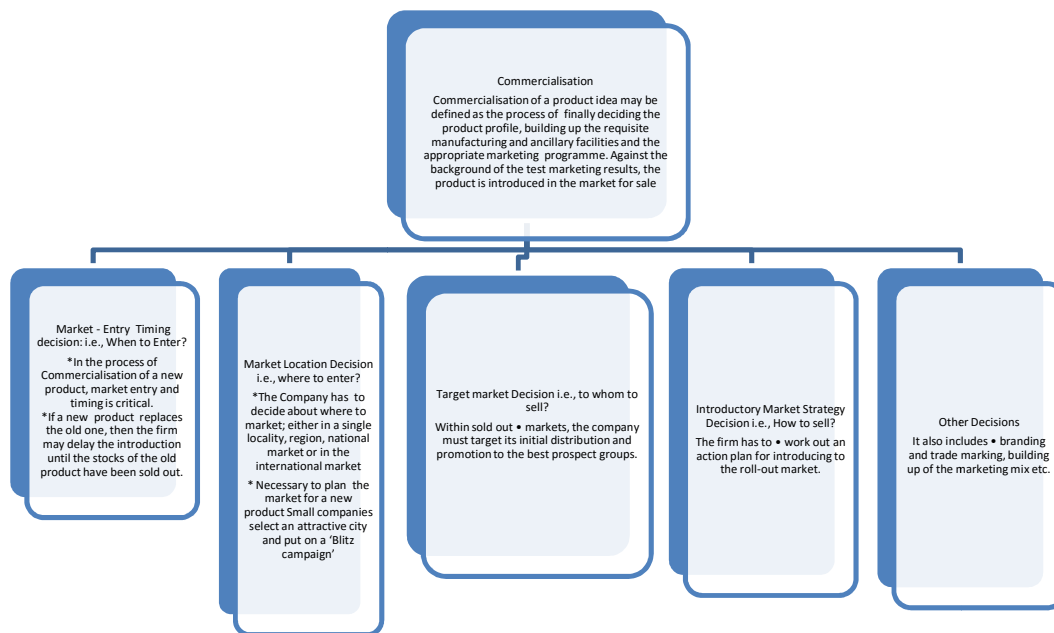 Commercialisation
Commercialisation of a product idea may be
defined as the process of finally deciding the
product profile, building up the requisite
manufacturing and ancillary facilities and the
appropriate marketing programme. Against the
background of the test marketing results, the
product is introduced in the market for sale
Market - Entry Timing
decision: i.e., When to Enter?
*In the process of
Commercialisation of a new
product, market entry and
timing is critical.
*If a new product replaces
the old one, then the firm
may delay the introduction
until the stocks of the old
product have been sold out.
Market Location Decision
i.e., where to enter?
*The Company has to
decide about where to
market; either in a single
locality, region, national
market or in the
international market
* Necessary to plan the
market for a new
product Small companies
select an attractive city
and put on a ‘Blitz
campaign’
Target market Decision i.e., to whom to
sell?
Within sold out • markets, the company
must target its initial distribution and
promotion to the best prospect groups.
Introductory Market Strategy
Decision i.e., How to sell?
The firm has to • work out an
action plan for introducing to
the roll-out market.
Other Decisions
It also includes • branding
and trade marking, building
up of the marketing mix etc.